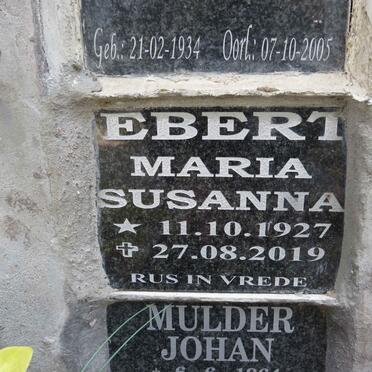 Geb.: 21-02-1934 Oorl.: 07-10-2005
EBERT
MARIA
SUSANNA
★ 11.10.1927
✝ 27.08.2019
RUS IN VREDE
MULDER
JOHAN